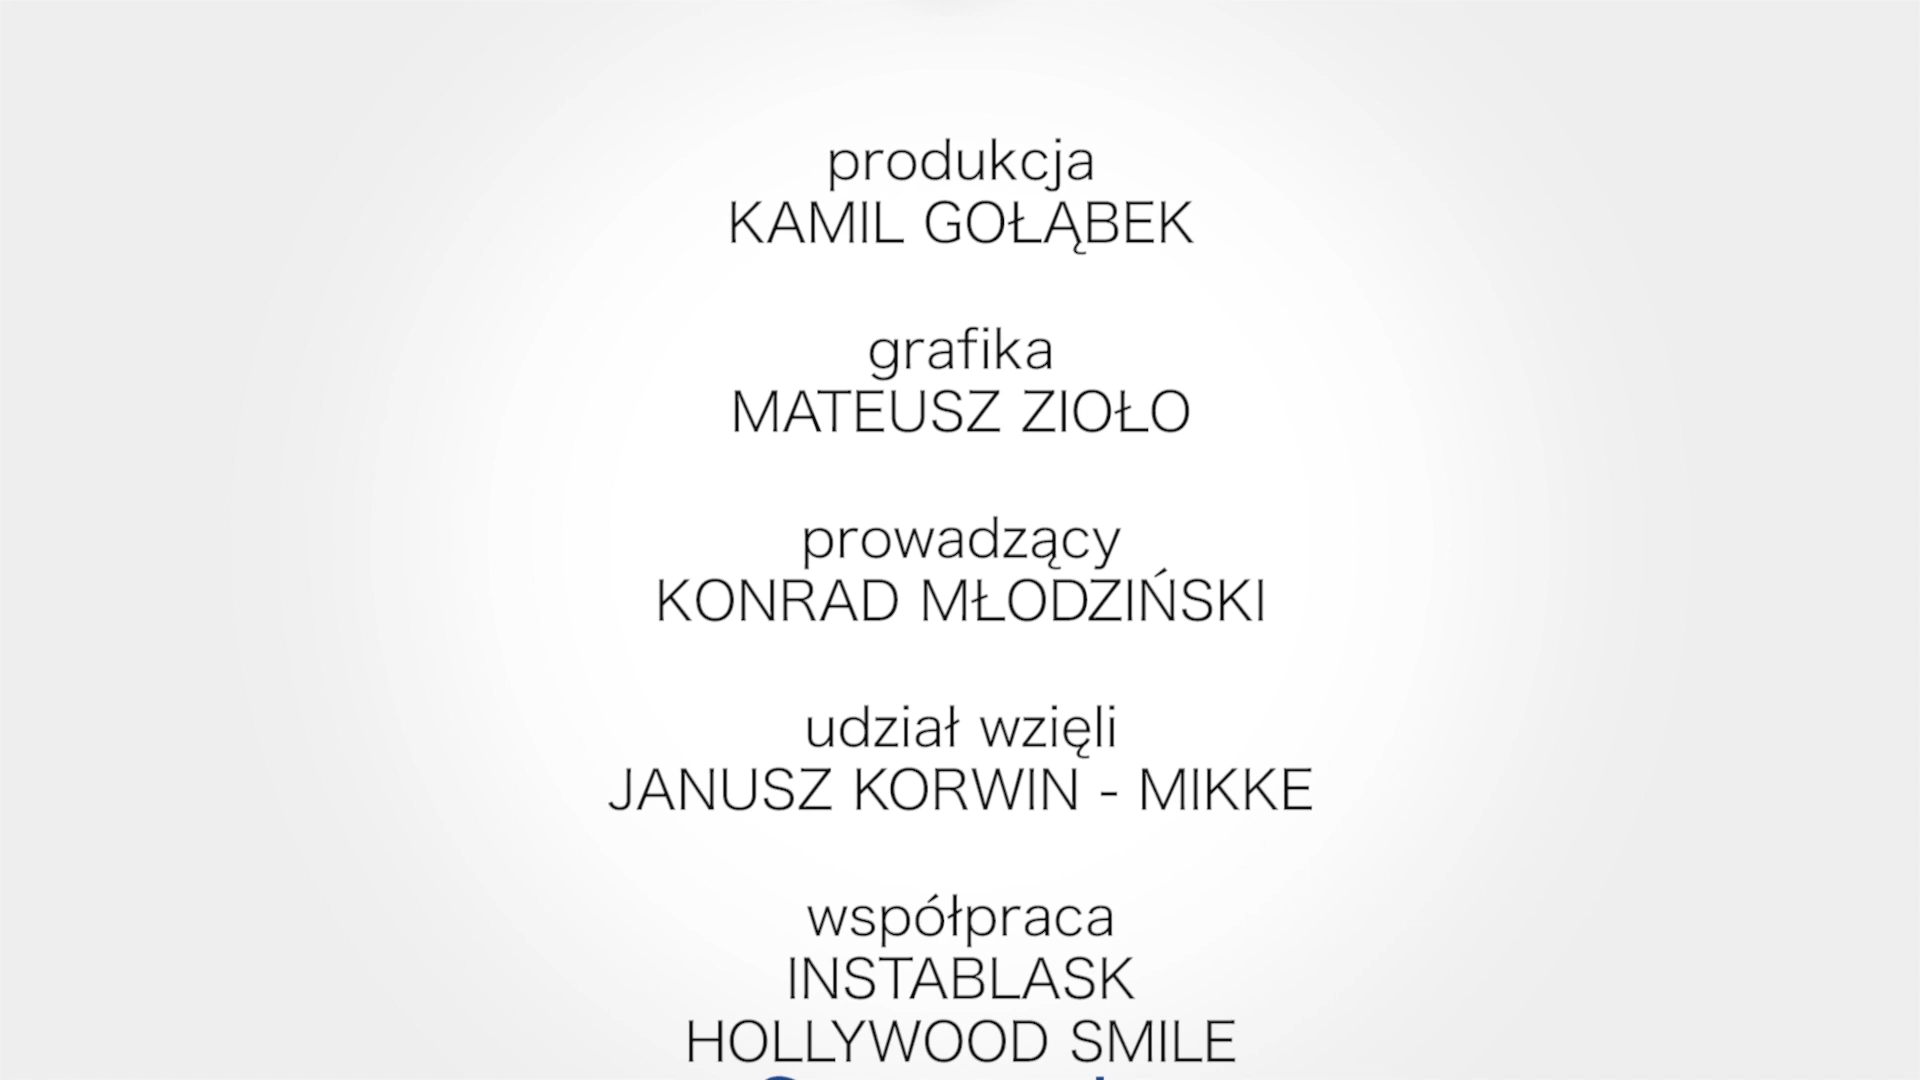 produkcja
KAMIL GOŁĄBEK
grafika
MATEUSZ ZIOŁO
prowadzący
KONRAD MŁODZIŃSKI
udział wzięli
JANUSZ KORWIN - MIKKE
współpraca
INSTABLASK
HOLLYWOOD SMILE